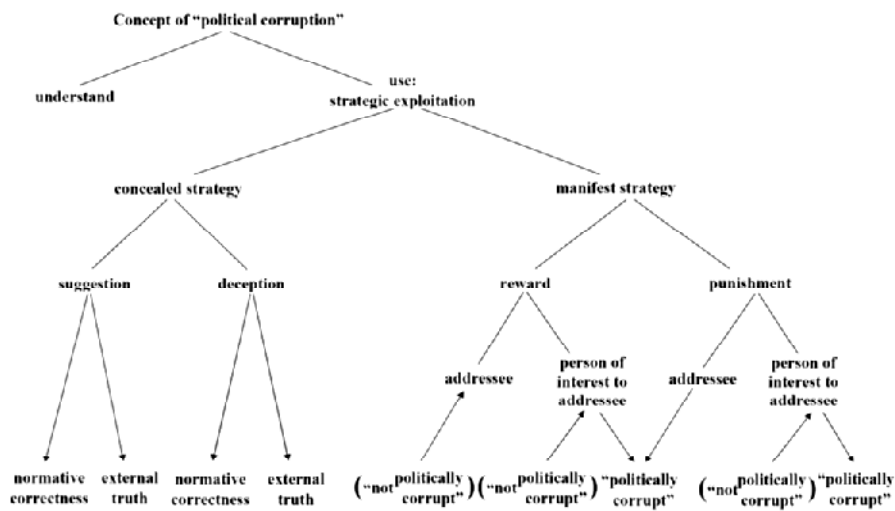 Concept of “political corruption”
use:
understand
strategic exploitation
concealed strategy
manifest strategy
suggestion
deception
reward
punishment
addressee
person of
interest to
addressee
addressee
person of
interest to
addressee
normative
correctness
external
truth
normative
correctness
external
truth
(“not politically
corrupt”)
(“not politically
corrupt”)
“politically
corrupt”
(“not politically
corrupt”)
“politically
corrupt”